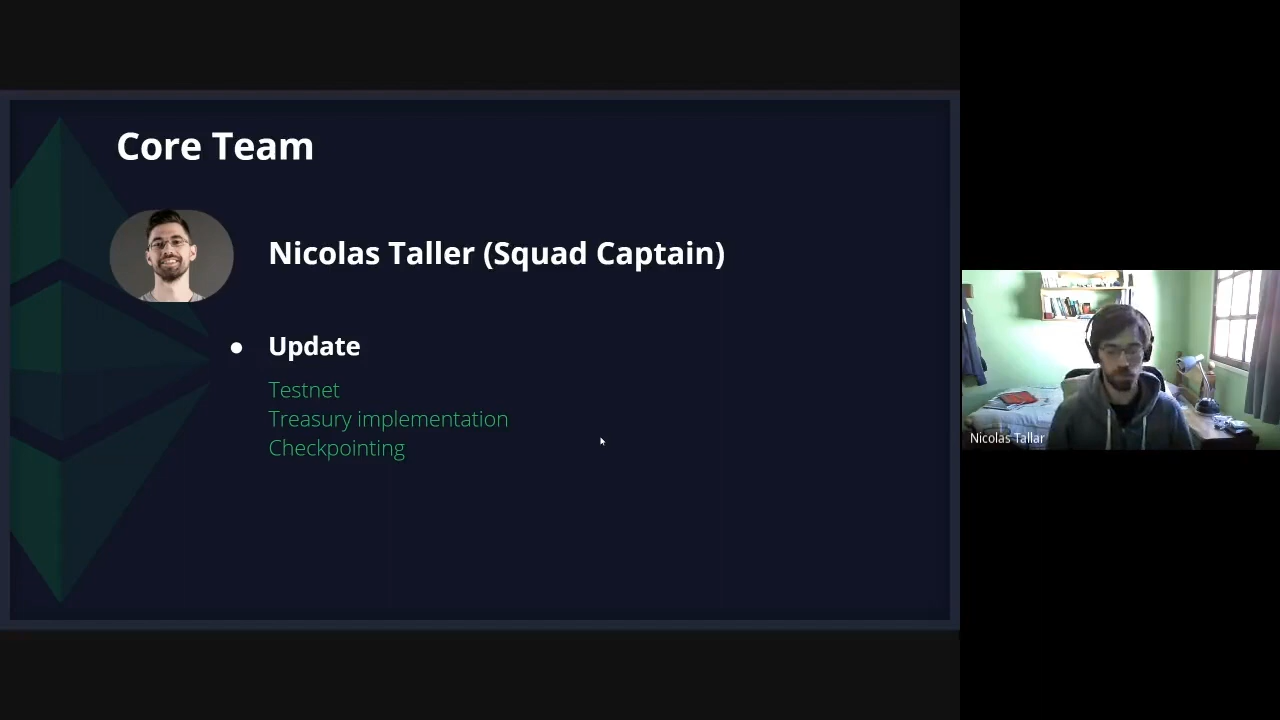 Core Team
Nicolas Taller (Squad Captain)
● Update
Testnet
Treasury implementation
Checkpointing
Nicolas Tallar